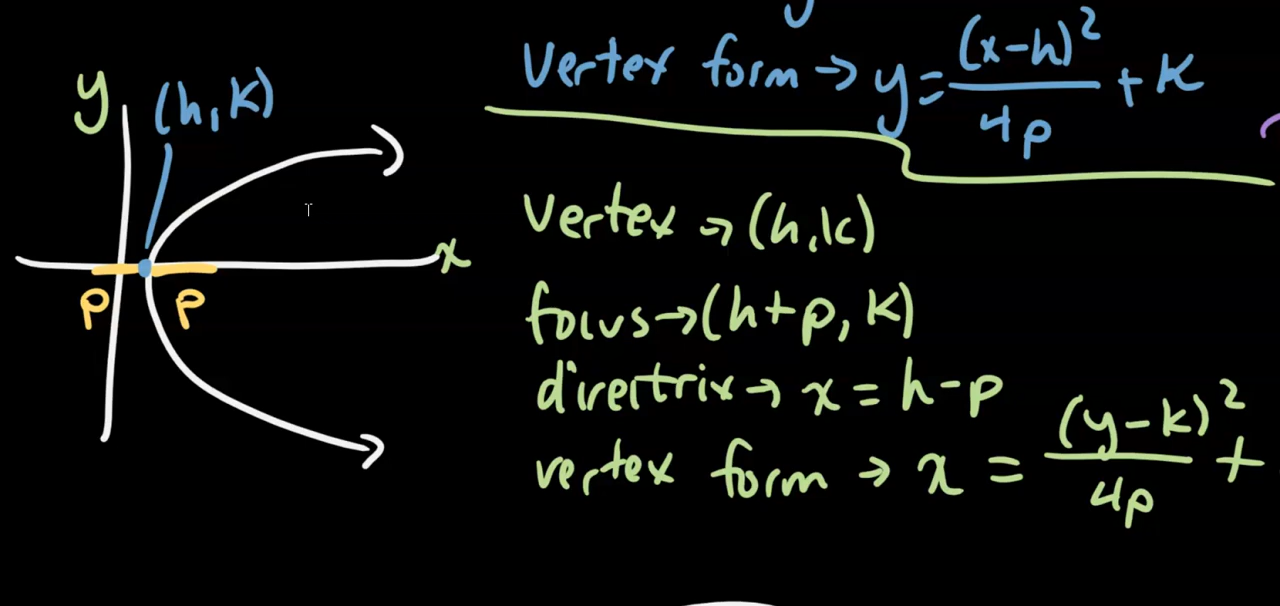 Vertex form → y = (x-h)² / 4p + k
y
(h, k)
x
p p
Vertex → (h, k)
focus → (h+p, k)
directrix → x = h-p
vertex form → x = (y-k)² / 4p +